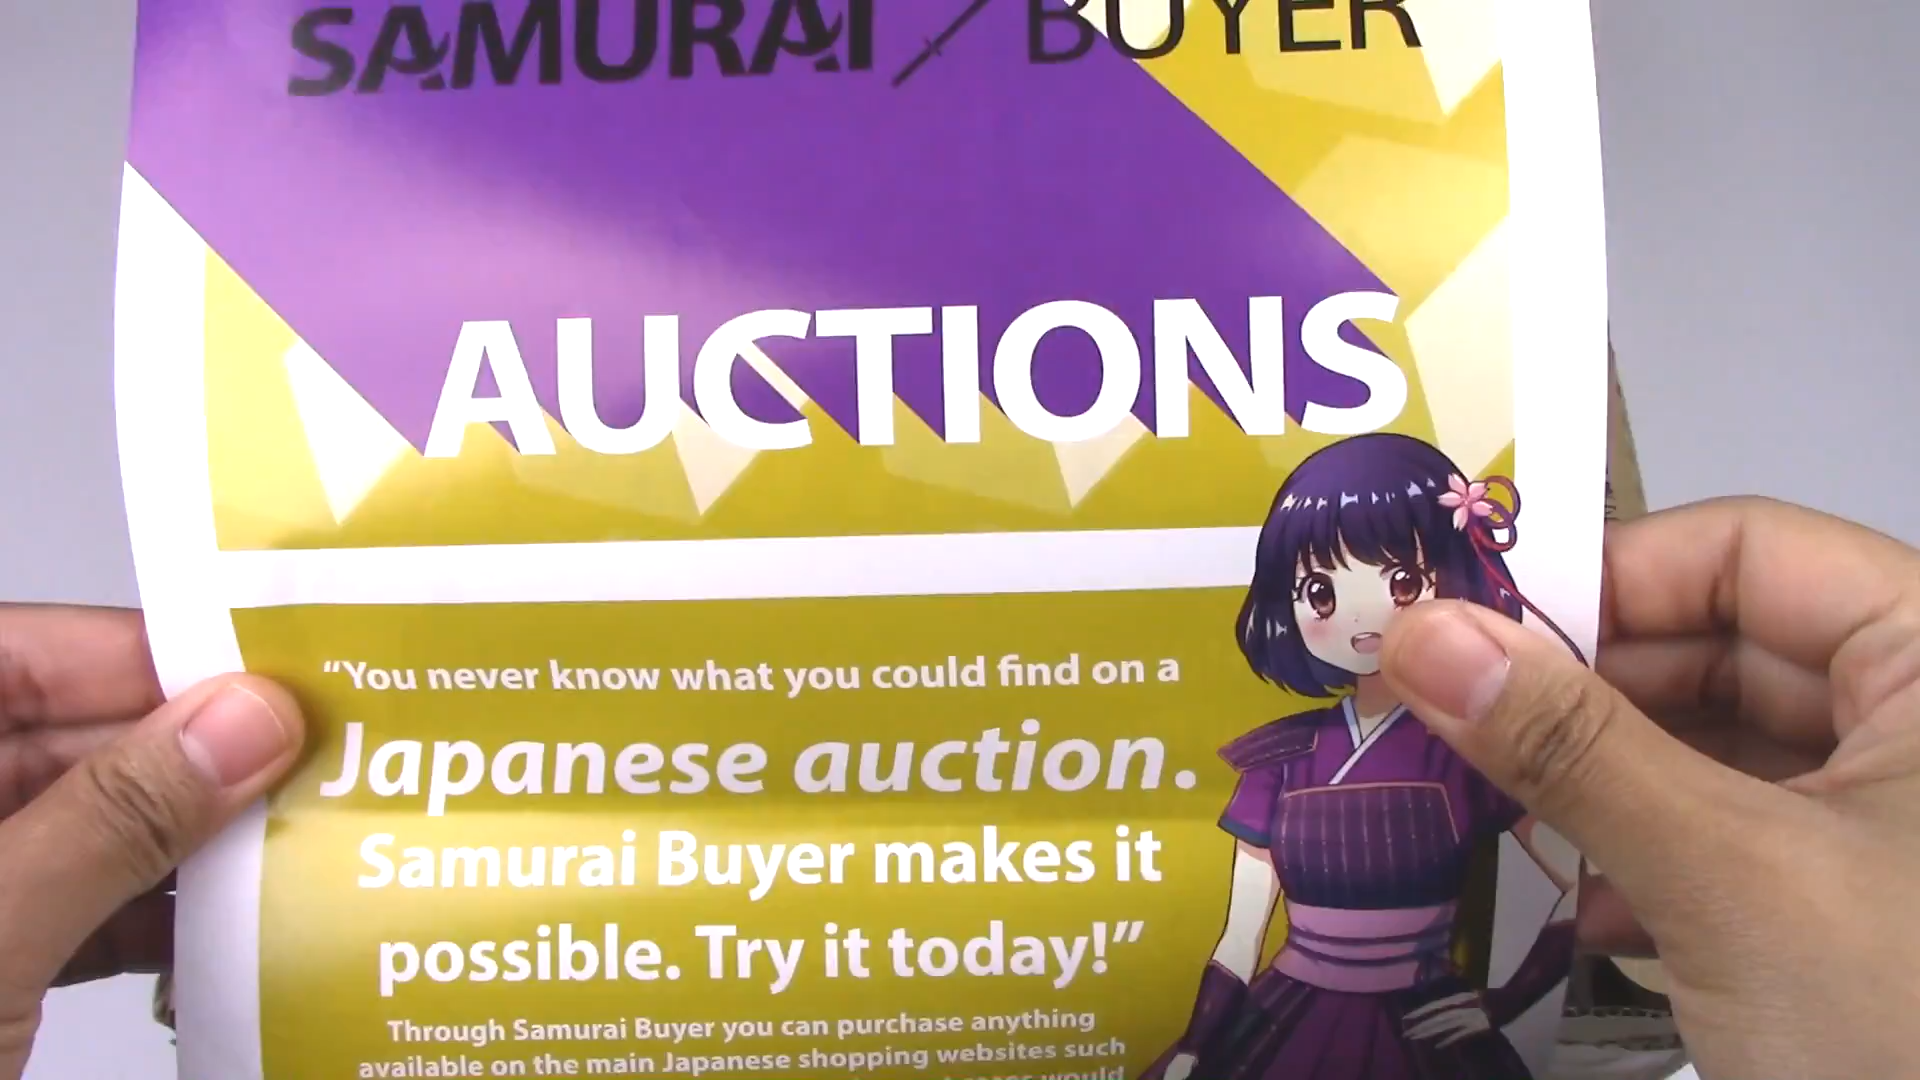 SAMURAI BUYER
AUCTIONS
“You never know what you could find on a
Japanese auction.
Samurai Buyer makes it
possible. Try it today!”
Through Samurai Buyer you can purchase anything
available on the main Japanese shopping websites such
would